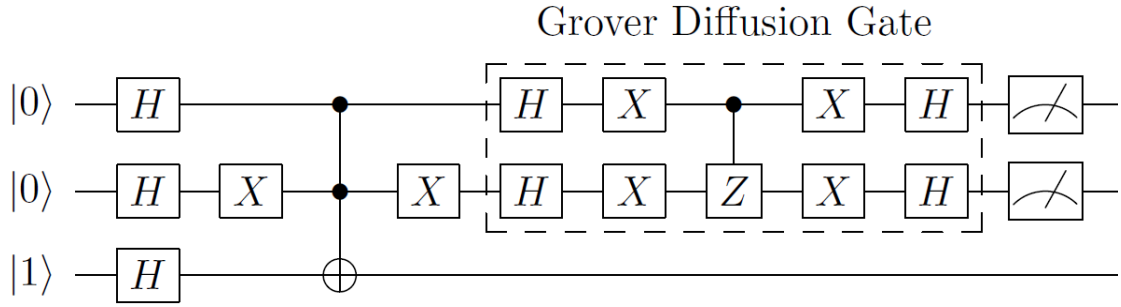 Grover Diffusion Gate
|0⟩ H H X X H
|0⟩ H X X H X Z X H
|1⟩ H